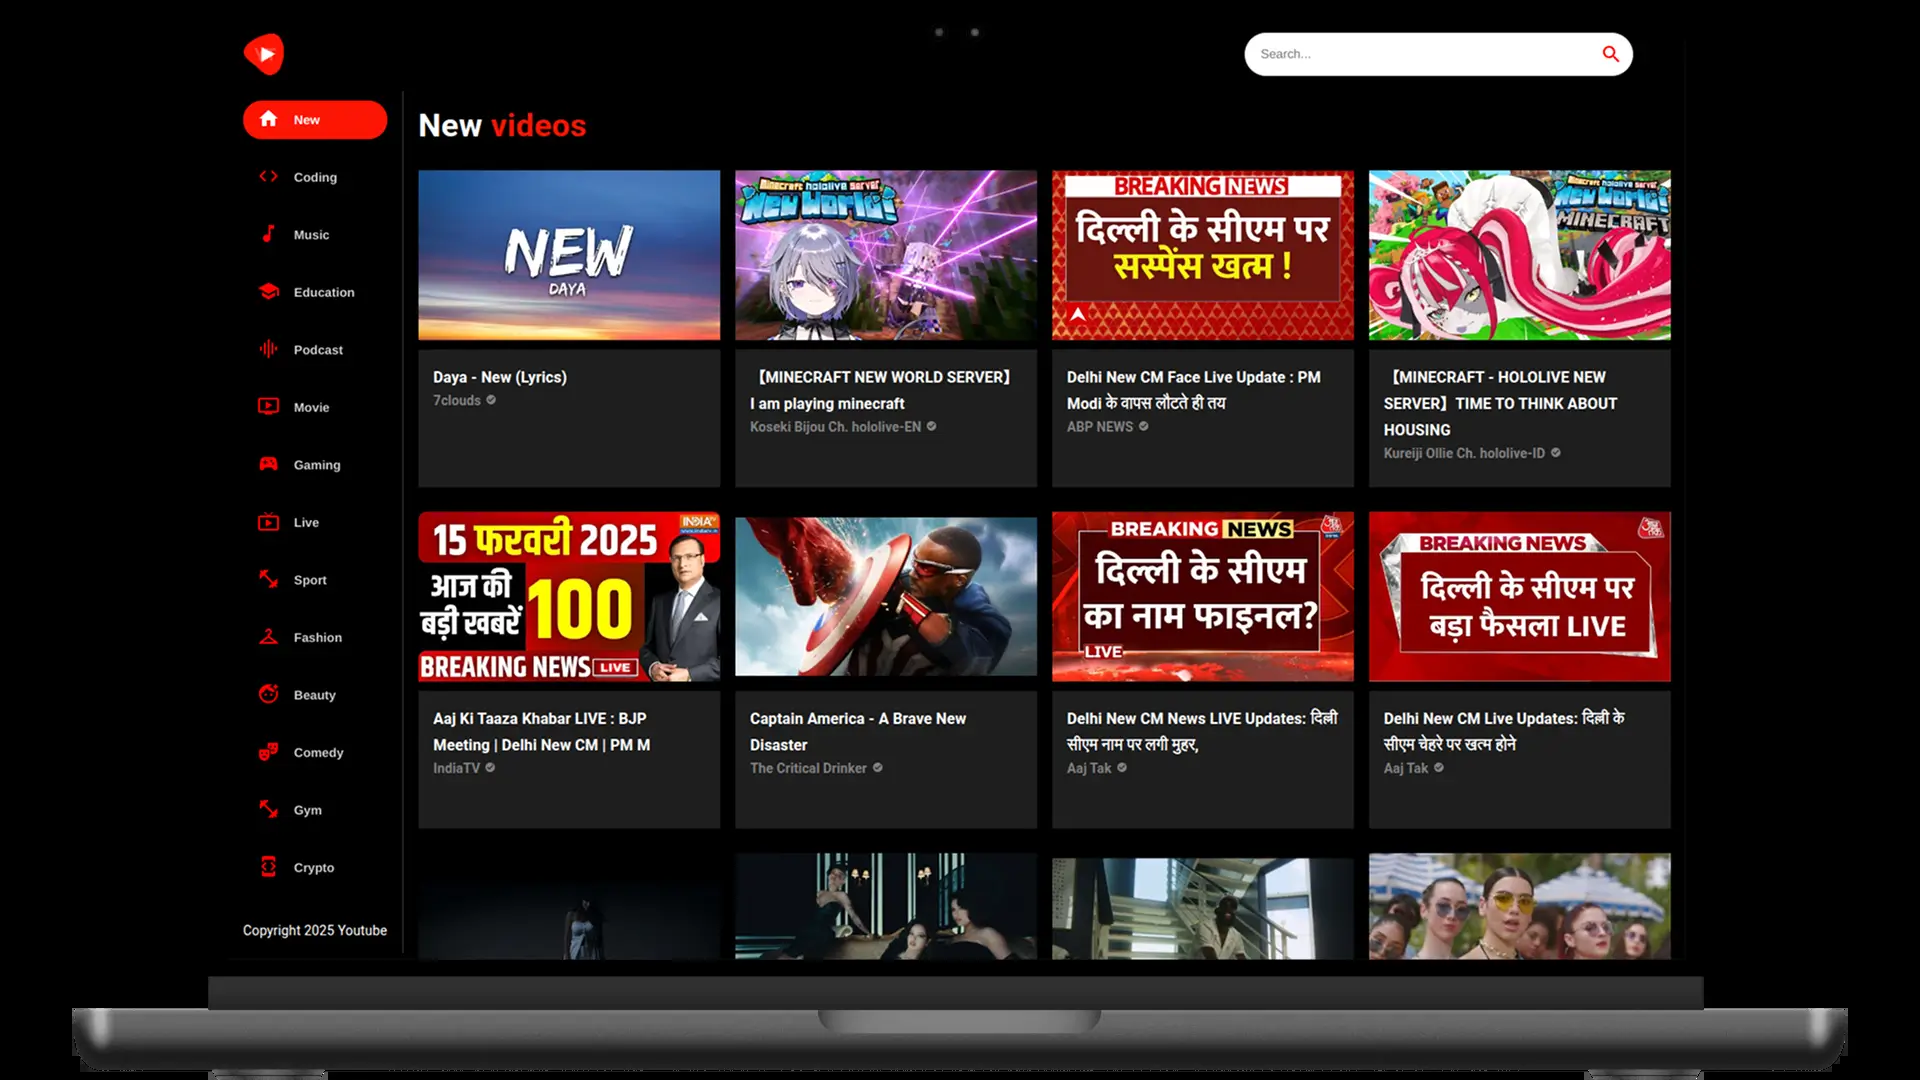 Search...
New
Coding
Music
Education
Podcast
Movie
Gaming
Live
Sport
Fashion
Beauty
Comedy
Gym
Crypto
Copyright 2025 Youtube
New videos
NEW
DAYA
Minecraft hololive server
New World!
BREAKING NEWS
दिल्ली के सीएम पर
सस्पेंस खत्म !
Minecraft hololive server
New World!
MINECRAFT
Daya - New (Lyrics)
7clouds
【MINECRAFT NEW WORLD SERVER】
I am playing minecraft
Koseki Bijou Ch. hololive-EN
Delhi New CM Face Live Update : PM
Modi के वापस लौटते ही तय
ABP NEWS
【MINECRAFT - HOLOLIVE NEW
SERVER】TIME TO THINK ABOUT
HOUSING
Kureiji Ollie Ch. hololive-ID
INDIA TV
15 फरवरी 2025
आज की
बड़ी खबरें
100
BREAKING NEWS LIVE
BREAKING NEWS
दिल्ली के सीएम
का नाम फाइनल?
LIVE
BREAKING NEWS
दिल्ली के सीएम पर
बड़ा फैसला LIVE
Aaj Ki Taaza Khabar LIVE : BJP
Meeting | Delhi New CM | PM M
IndiaTV
Captain America - A Brave New
Disaster
The Critical Drinker
Delhi New CM News LIVE Updates: दिल्ली
सीएम नाम पर लगी मुहर,
Aaj Tak
Delhi New CM Live Updates: दिल्ली के
सीएम चेहरे पर खत्म होने
Aaj Tak